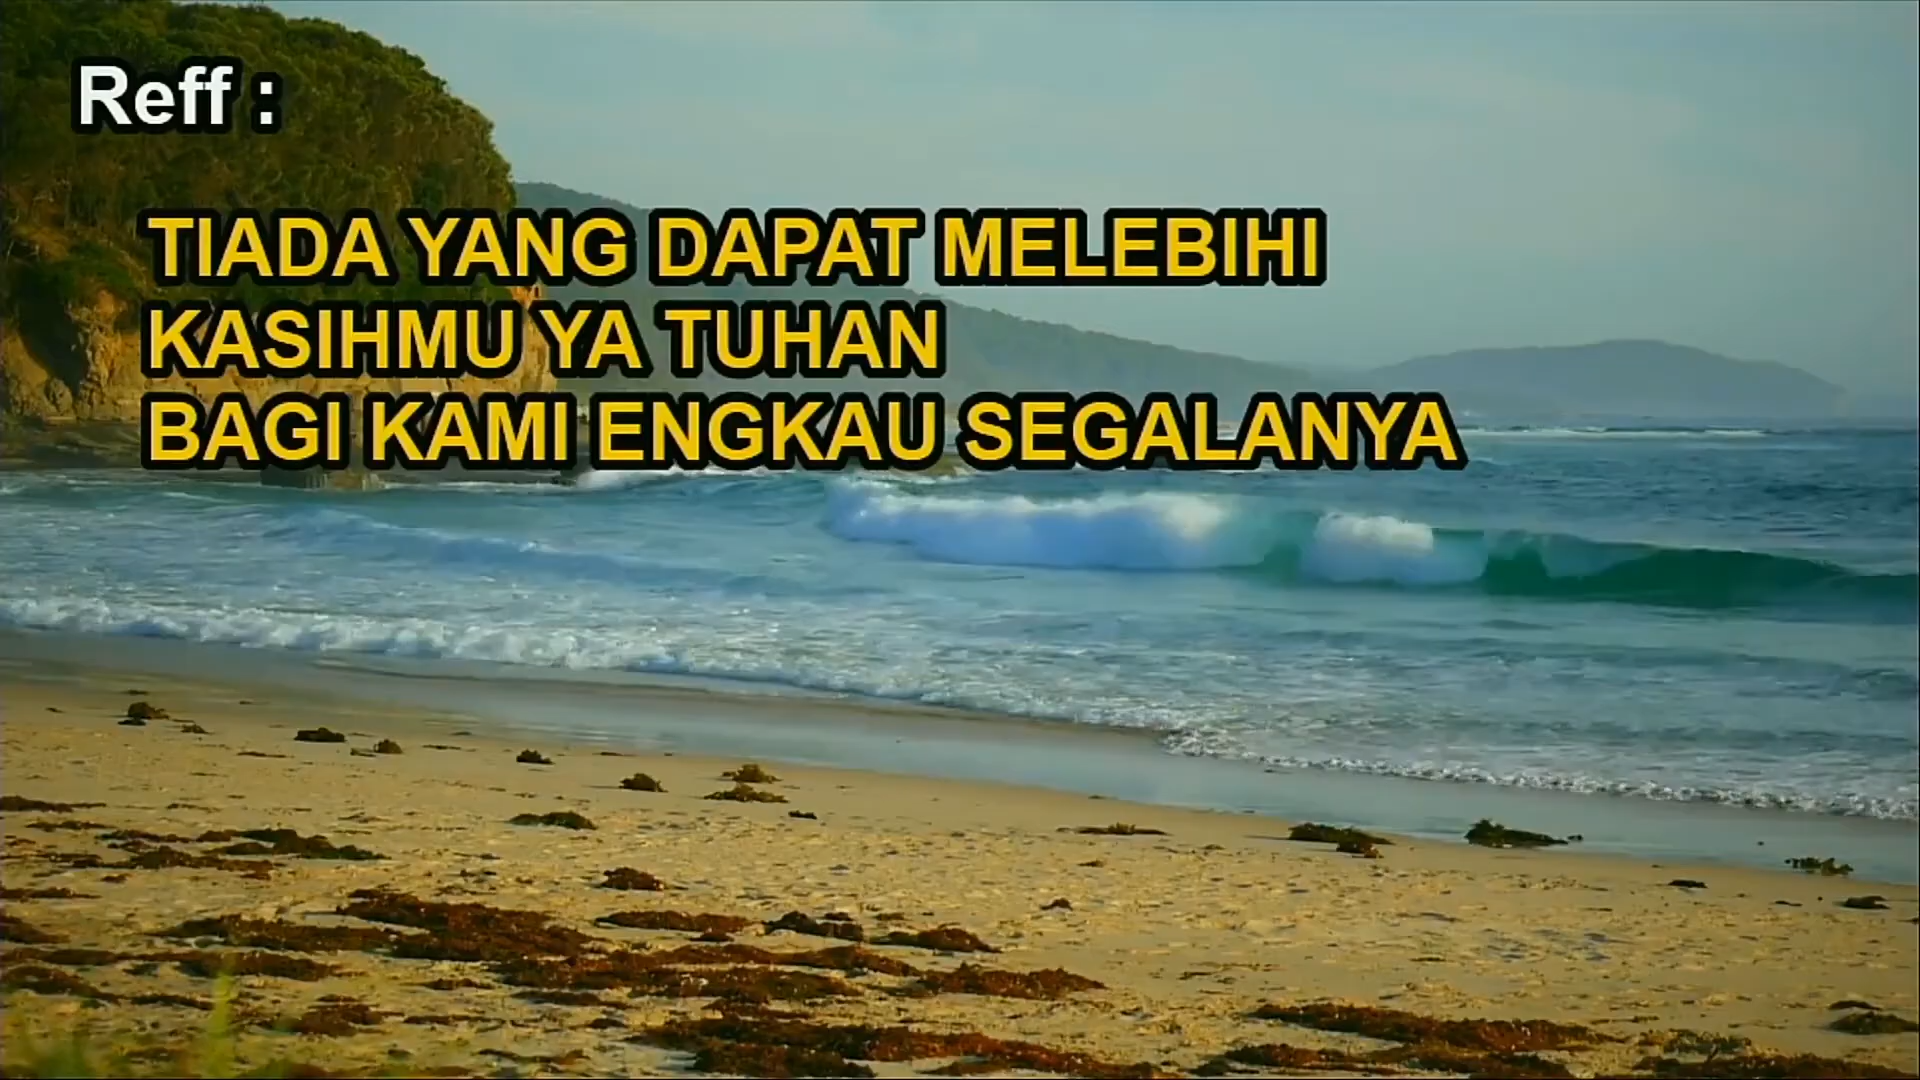 Reff :
TIADA YANG DAPAT MELEBIHI
KASIHMU YA TUHAN
BAGI KAMI ENGKAU SEGALANYA